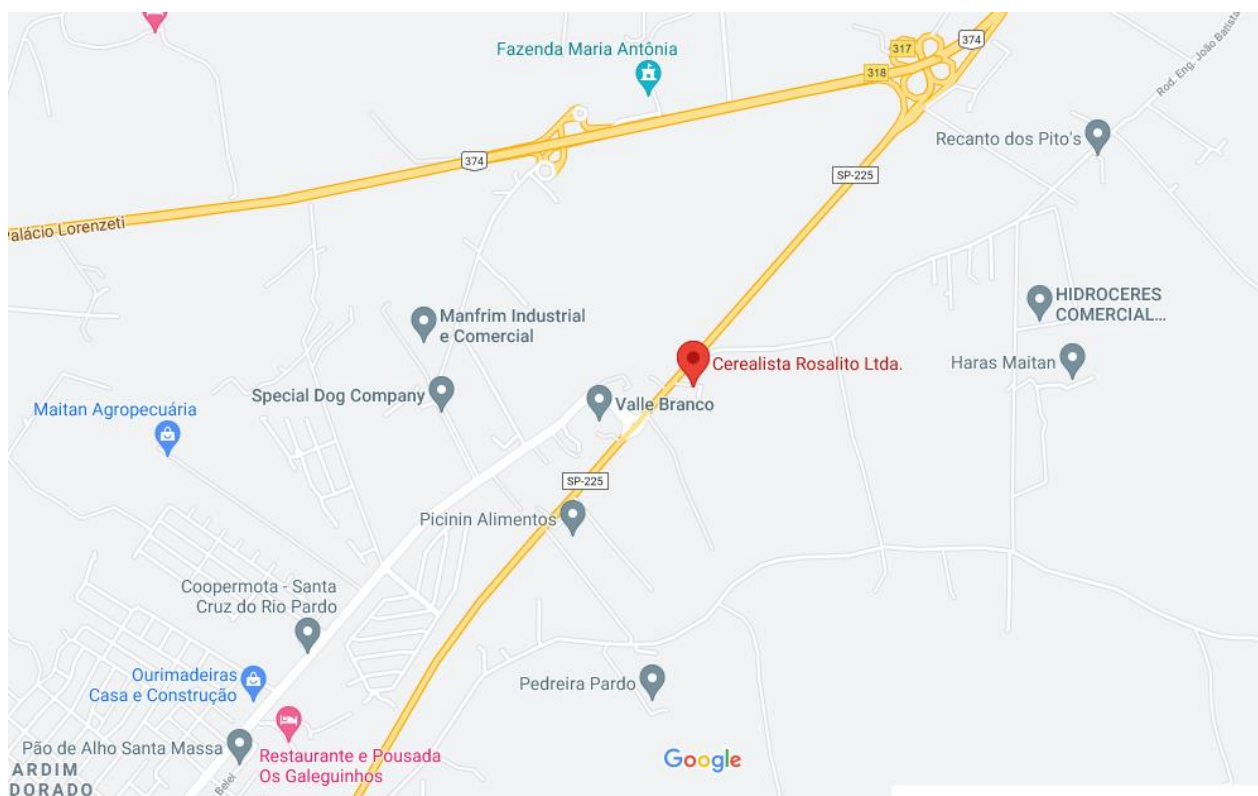 Fazenda Maria Antônia
317
374
318
Rod. Eng. João Batista
Recanto dos Pito's
374
SP-225
Palácio Lorenzeti
HIDROCERES
COMERCIAL...
Manfrim Industrial
e Comercial
Cerealista Rosalito Ltda.
Haras Maitan
Special Dog Company
Valle Branco
Maitan Agropecuária
SP-225
Picinin Alimentos
Coopermota - Santa
Cruz do Rio Pardo
Ourimadeiras
Casa e Construção
Pedreira Pardo
Pão de Alho Santa Massa
Restaurante e Pousada
Os Galeguinhos
Google
ARDIM
DORADO
Belei